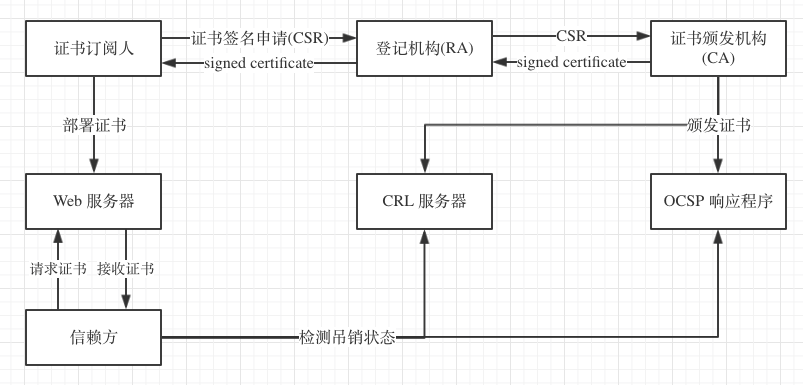 证书订阅人
证书签名申请(CSR)
signed certificate
登记机构(RA)
CSR
signed certificate
证书颁发机构
(CA)
部署证书
颁发证书
Web 服务器
CRL 服务器
OCSP 响应程序
请求证书
接收证书
信赖方
检测吊销状态